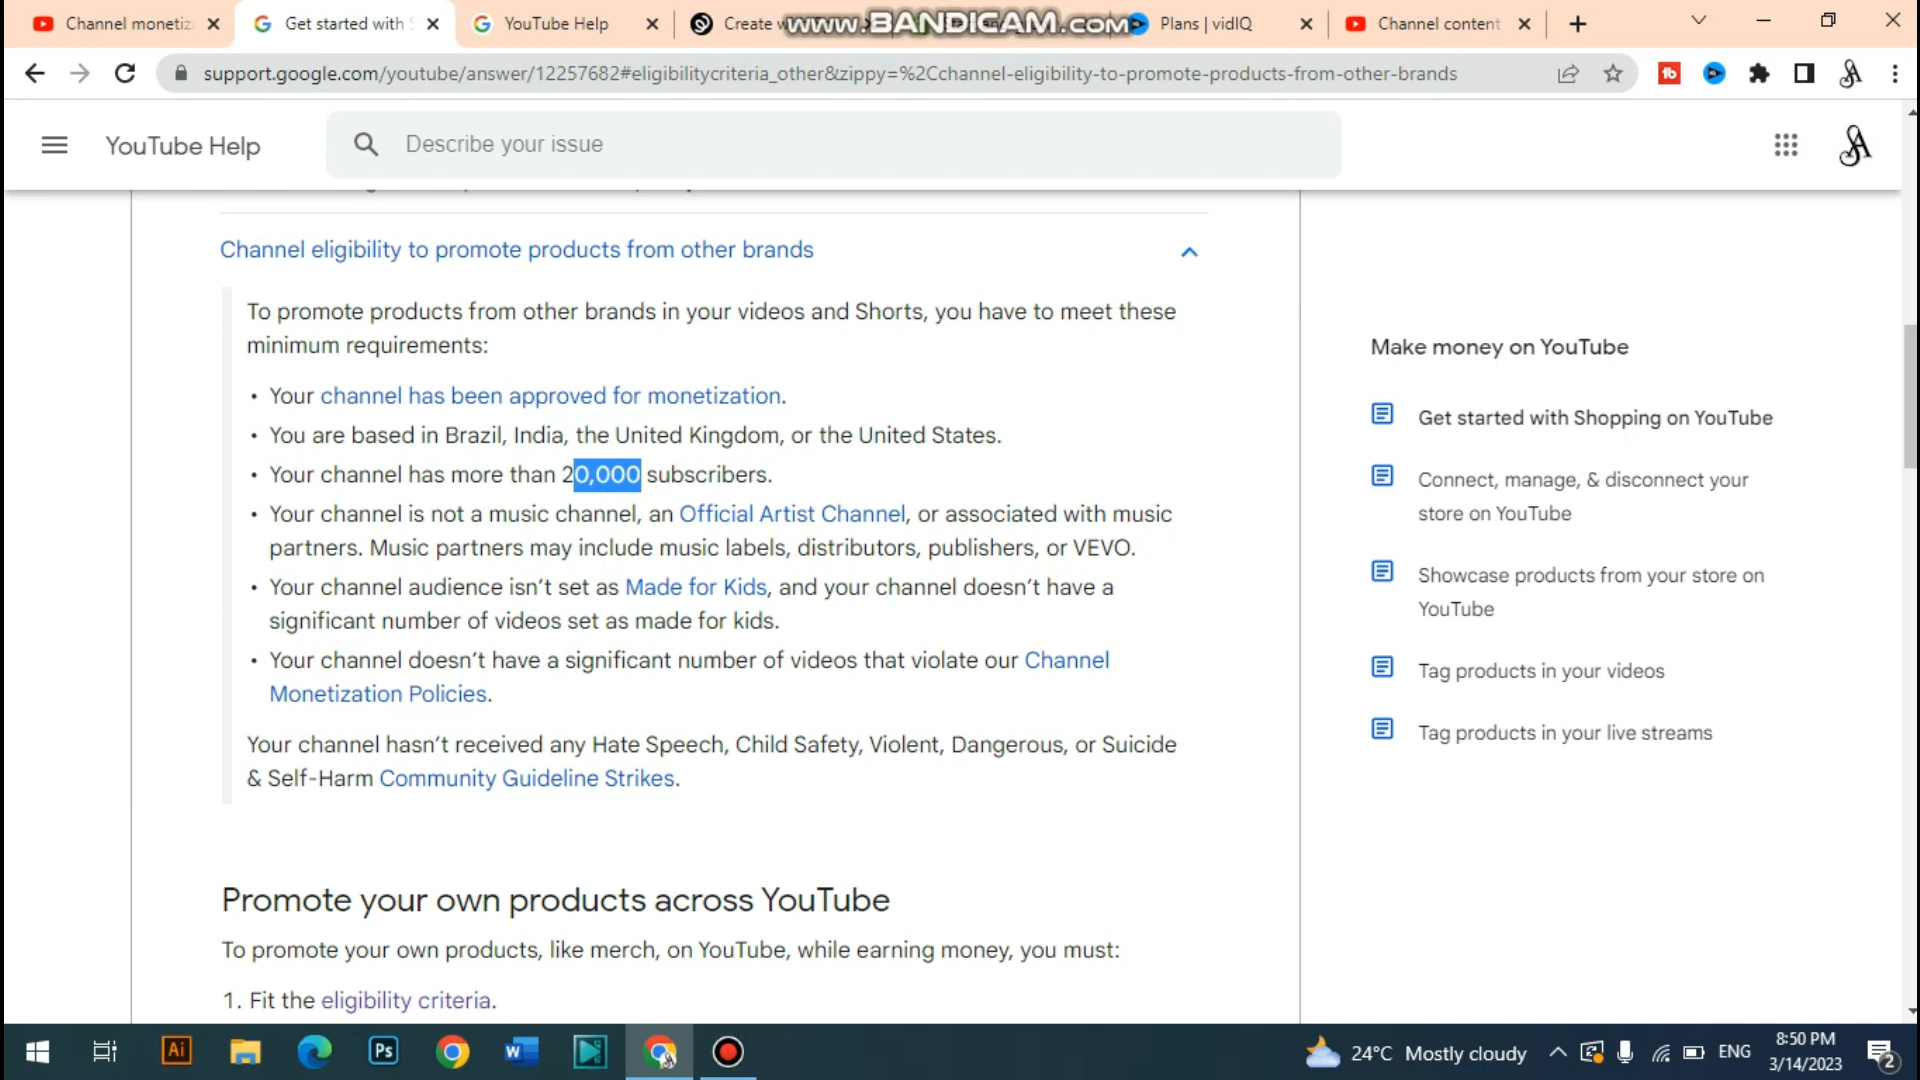 Channel monetiz
Get started with S
YouTube Help
Create w
www.BANDICAM.com
Plans | vidIQ
Channel content
support.google.com/youtube/answer/12257682#eligibilitycriteria_other&zippy=%2Cchannel-eligibility-to-promote-products-from-other-brands
YouTube Help
Describe your issue
Channel eligibility to promote products from other brands
To promote products from other brands in your videos and Shorts, you have to meet these
minimum requirements:
• Your channel has been approved for monetization.
• You are based in Brazil, India, the United Kingdom, or the United States.
• Your channel has more than 20,000 subscribers.
• Your channel is not a music channel, an Official Artist Channel, or associated with music
partners. Music partners may include music labels, distributors, publishers, or VEVO.
• Your channel audience isn't set as Made for Kids, and your channel doesn't have a
significant number of videos set as made for kids.
• Your channel doesn't have a significant number of videos that violate our Channel
Monetization Policies.
Your channel hasn't received any Hate Speech, Child Safety, Violent, Dangerous, or Suicide
& Self-Harm Community Guideline Strikes.
Promote your own products across YouTube
To promote your own products, like merch, on YouTube, while earning money, you must:
1. Fit the eligibility criteria.
Make money on YouTube
Get started with Shopping on YouTube
Connect, manage, & disconnect your
store on YouTube
Showcase products from your store on
YouTube
Tag products in your videos
Tag products in your live streams
Ai
Ps
W
24°C Mostly cloudy
ENG
8:50 PM
3/14/2023
2